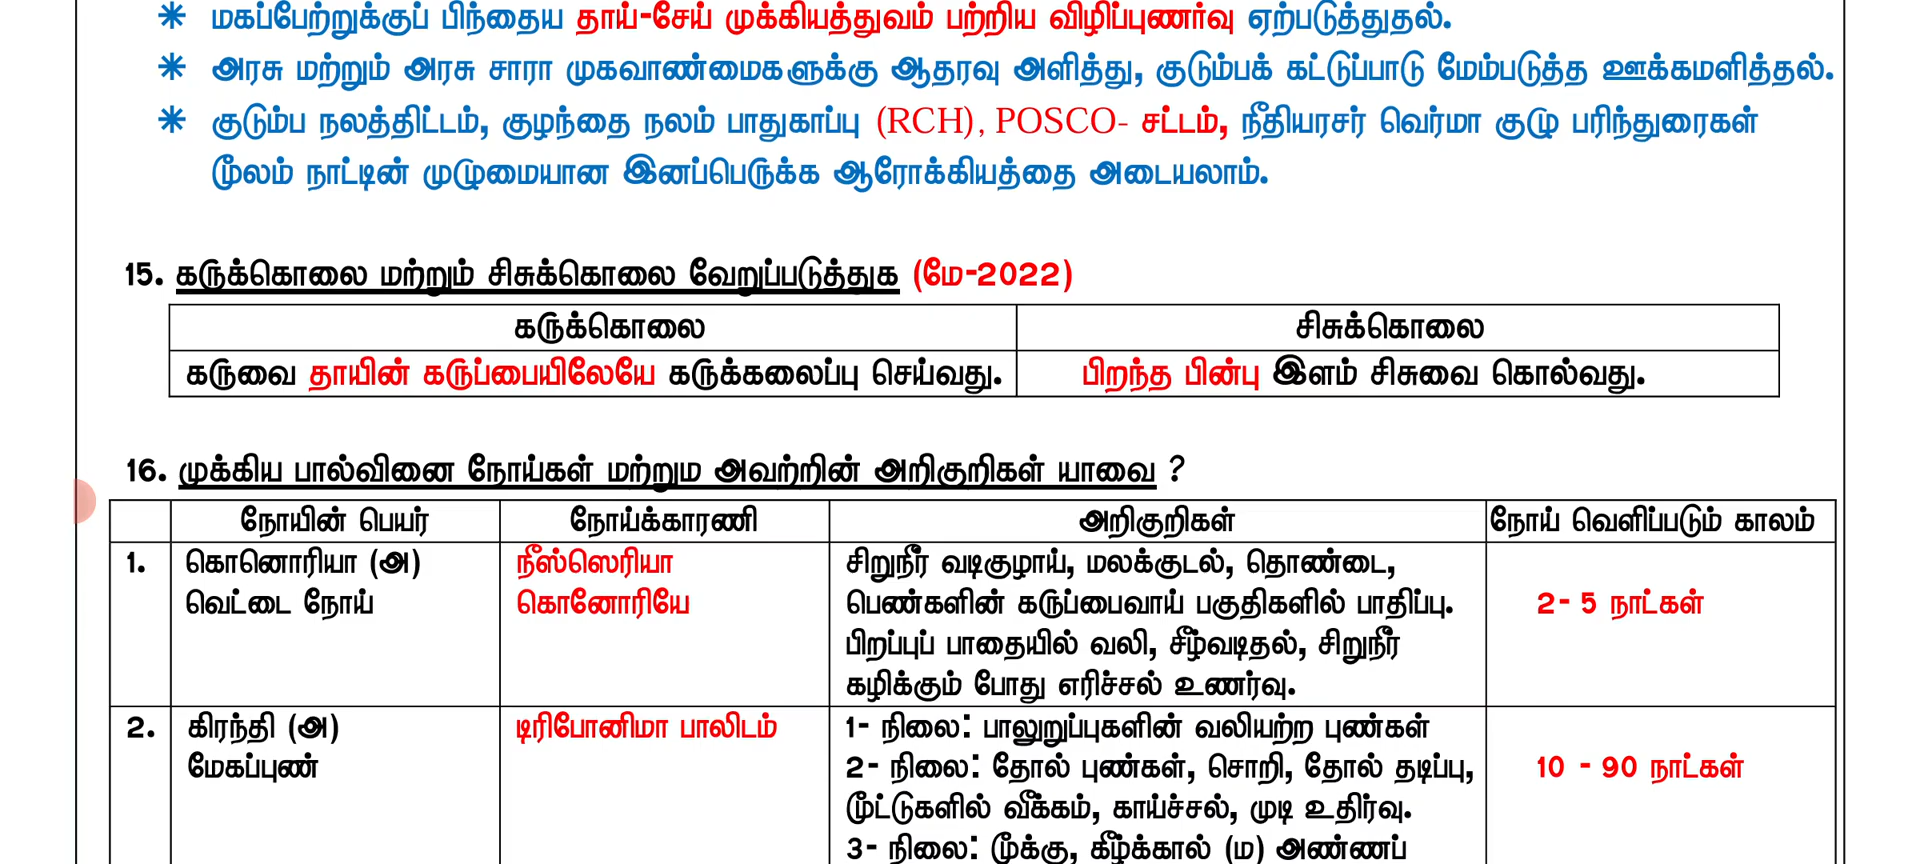 * மகப்பேற்றுக்குப் பிந்தைய தாய்-சேய் முக்கியத்துவம் பற்றிய விழிப்புணர்வு ஏற்படுத்துதல்.
* அரசு மற்றும் அரசு சாரா முகவாண்மைகளுக்கு ஆதரவு அளித்து, குடும்பக் கட்டுப்பாடு மேம்படுத்த ஊக்கமளித்தல்.
* குடும்ப நலத்திட்டம், குழந்தை நலம் பாதுகாப்பு (RCH), POSCO- சட்டம், நீதியரசர் வெர்மா குழு பரிந்துரைகள்
மூலம் நாட்டின் முழுமையான இனப்பெருக்க ஆரோக்கியத்தை அடையலாம்.
15. கருக்கொலை மற்றும் சிசுக்கொலை வேறுப்படுத்துக (மே-2022)
கருக்கொலை சிசுக்கொலை
கருவை தாயின் கருப்பையிலேயே கருக்கலைப்பு செய்வது. பிறந்த பின்பு இளம் சிசுவை கொல்வது.
16. முக்கிய பால்வினை நோய்கள் மற்றும அவற்றின் அறிகுறிகள் யாவை ?
நோயின் பெயர் நோய்க்காரணி அறிகுறிகள் நோய் வெளிப்படும் காலம்
1. கொனொரியா (அ) நீஸ்ஸெரியா சிறுநீர் வடிகுழாய், மலக்குடல், தொண்டை,
வெட்டை நோய் கொனோரியே பெண்களின் கருப்பைவாய் பகுதிகளில் பாதிப்பு. 2- 5 நாட்கள்
பிறப்புப் பாதையில் வலி, சீழ்வடிதல், சிறுநீர்
கழிக்கும் போது எரிச்சல் உணர்வு.
2. கிரந்தி (அ) டிரிபோனிமா பாலிடம் 1- நிலை: பாலுறுப்புகளின் வலியற்ற புண்கள்
மேகப்புண் 2- நிலை: தோல் புண்கள், சொறி, தோல் தடிப்பு, 10 - 90 நாட்கள்
மூட்டுகளில் வீக்கம், காய்ச்சல், முடி உதிர்வு.
3- நிலை: மூக்கு, கீழ்க்கால் (ம) அண்ணப்